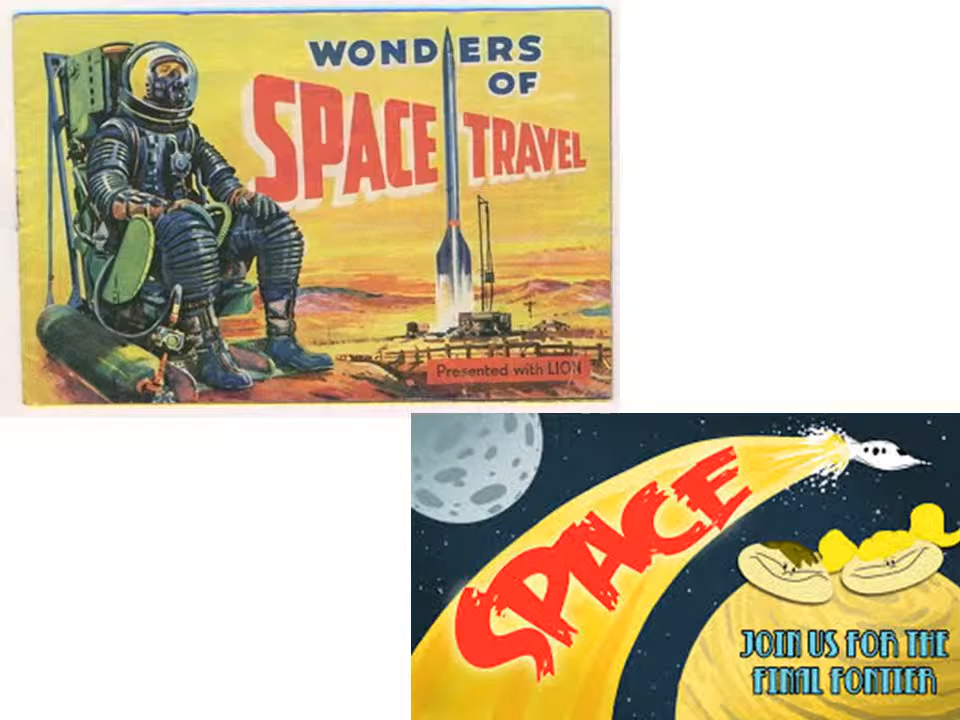 WONDERS
OF
SPACE TRAVEL
Presented with LION
SPACE
JOIN US FOR THE
FINAL FONTIER